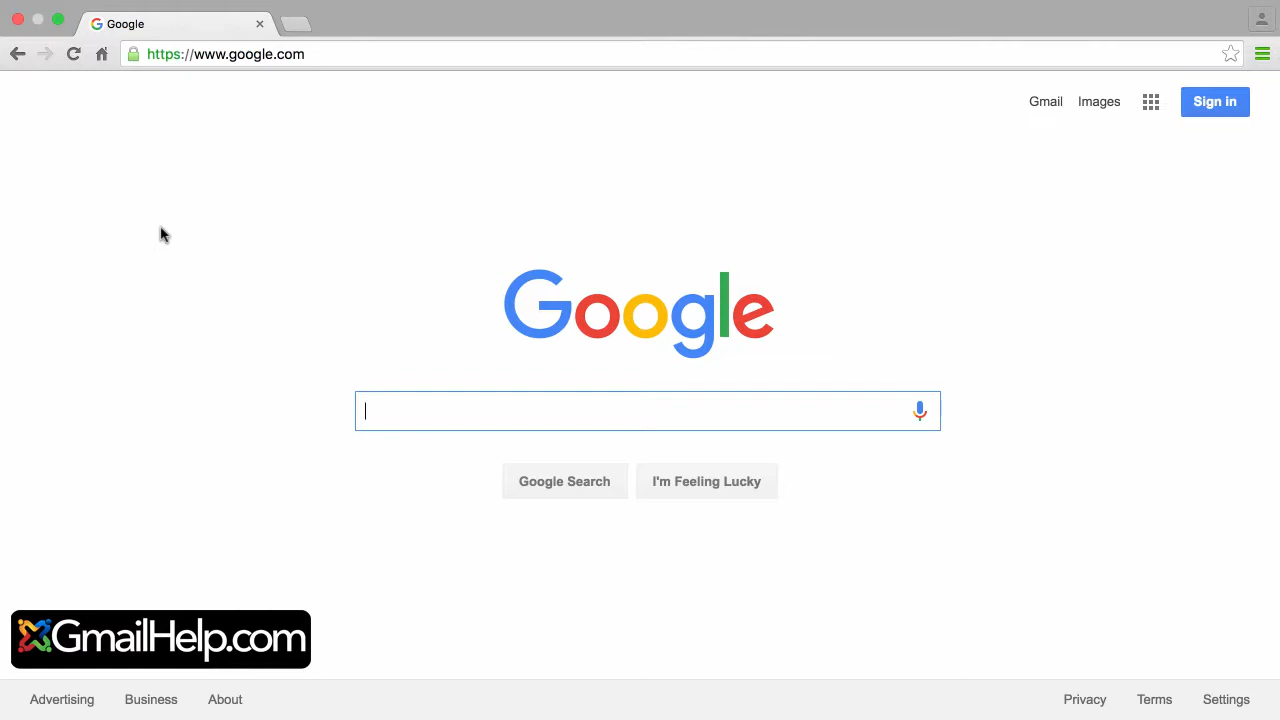 Google
https://www.google.com
Gmail Images Sign in
Google
Google Search I'm Feeling Lucky
GmailHelp.com
Advertising Business About Privacy Terms Settings